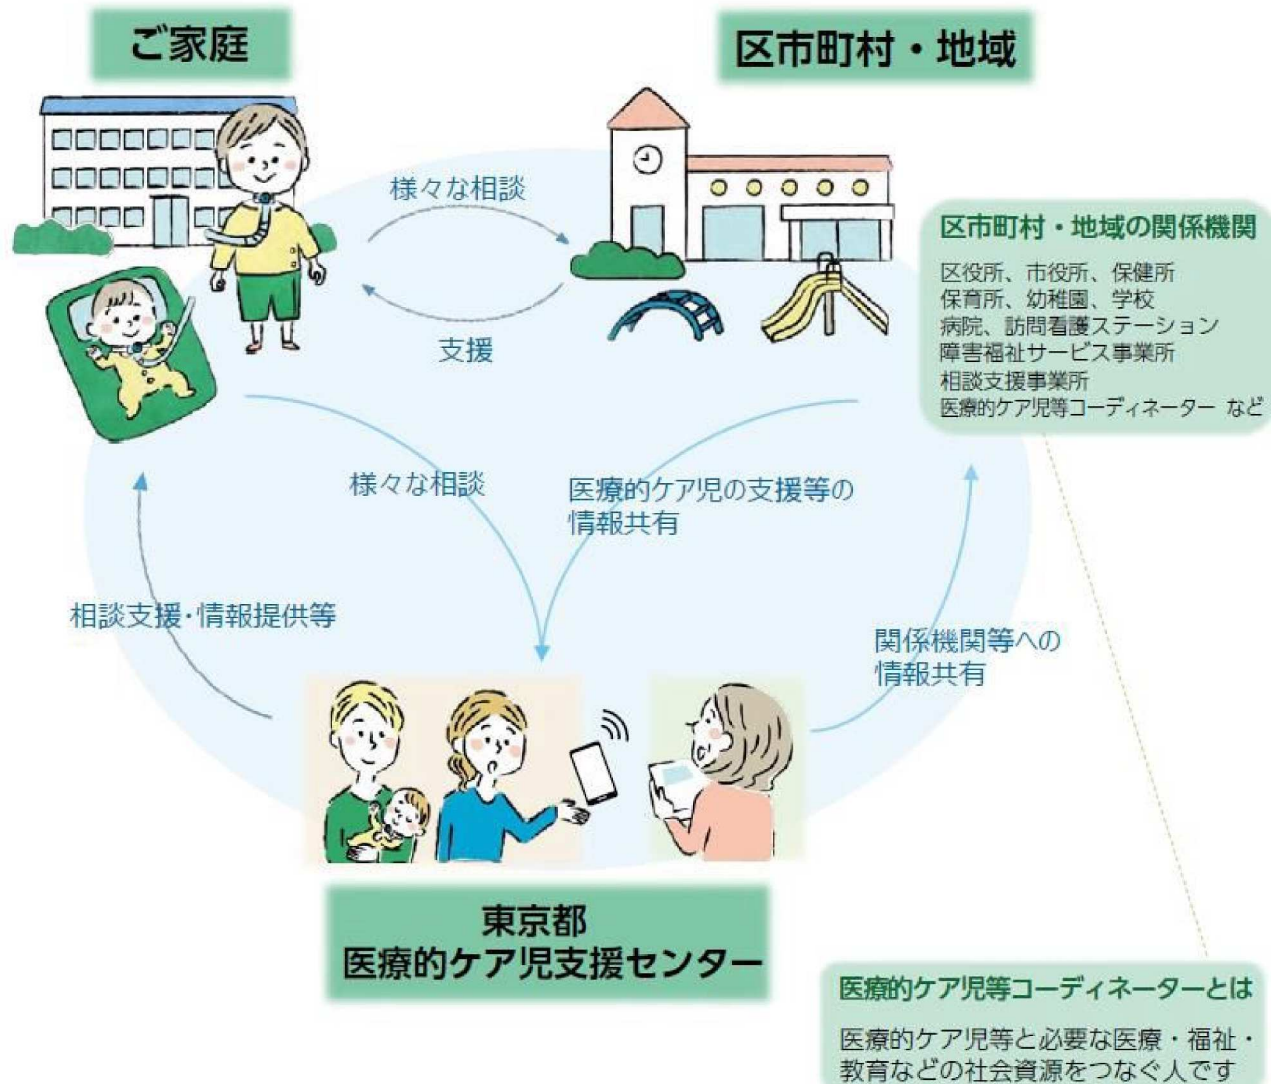 ご家庭
区市町村・地域
様々な相談
支援
区市町村・地域の関係機関
区役所、市役所、保健所
保育所、幼稚園、学校
病院、訪問看護ステーション
障害福祉サービス事業所
相談支援事業所
医療的ケア児等コーディネーター など
様々な相談
医療的ケア児の支援等の
情報共有
相談支援・情報提供等
関係機関等への
情報共有
東京都
医療的ケア児支援センター
医療的ケア児等コーディネーターとは
医療的ケア児等と必要な医療・福祉・
教育などの社会資源をつなぐ人です